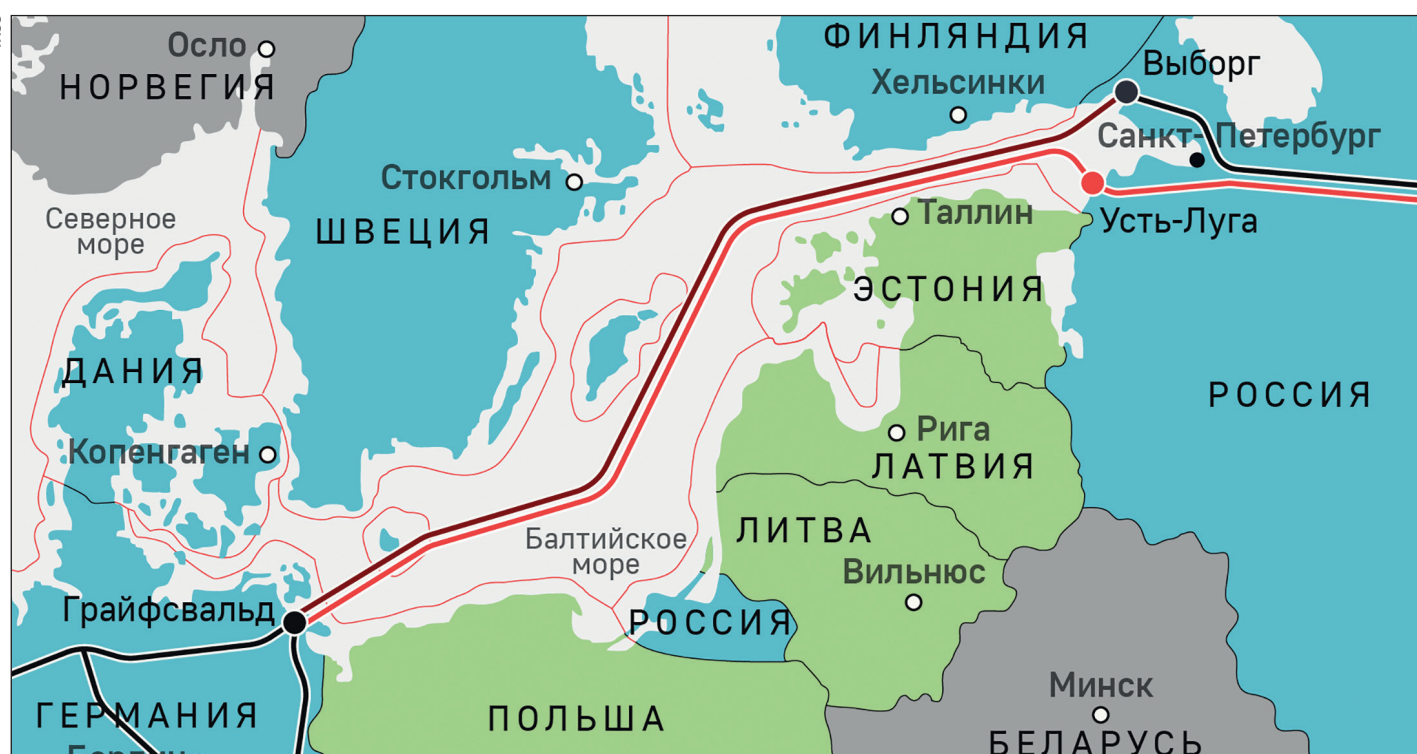 ФИНЛЯНДИЯ
Осло
НОРВЕГИЯ
Выборг
Хельсинки
Санкт-Петербург
Стокгольм
Северное
море
ШВЕЦИЯ
Таллин
Усть-Луга
ЭСТОНИЯ
ДАНИЯ
РОССИЯ
Копенгаген
Рига
ЛАТВИЯ
Балтийское
море
ЛИТВА
Вильнюс
Грайфсвальд
РОССИЯ
Минск
ГЕРМАНИЯ
ПОЛЬША
БЕЛАРУСЬ
Берлин